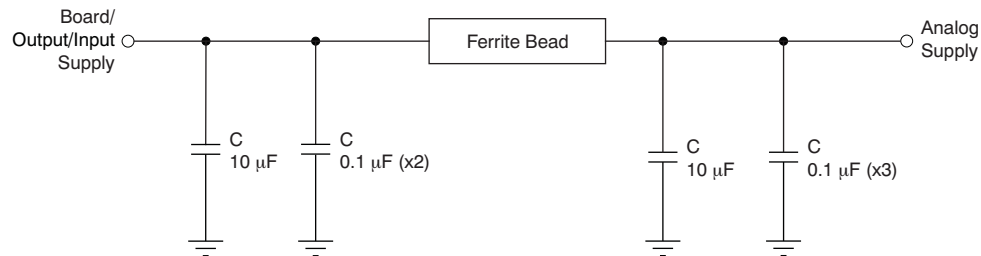 Board/
Output/Input
Supply
Ferrite Bead
Analog
Supply
C
10 μF
C
0.1 μF (x2)
C
10 μF
C
0.1 μF (x3)